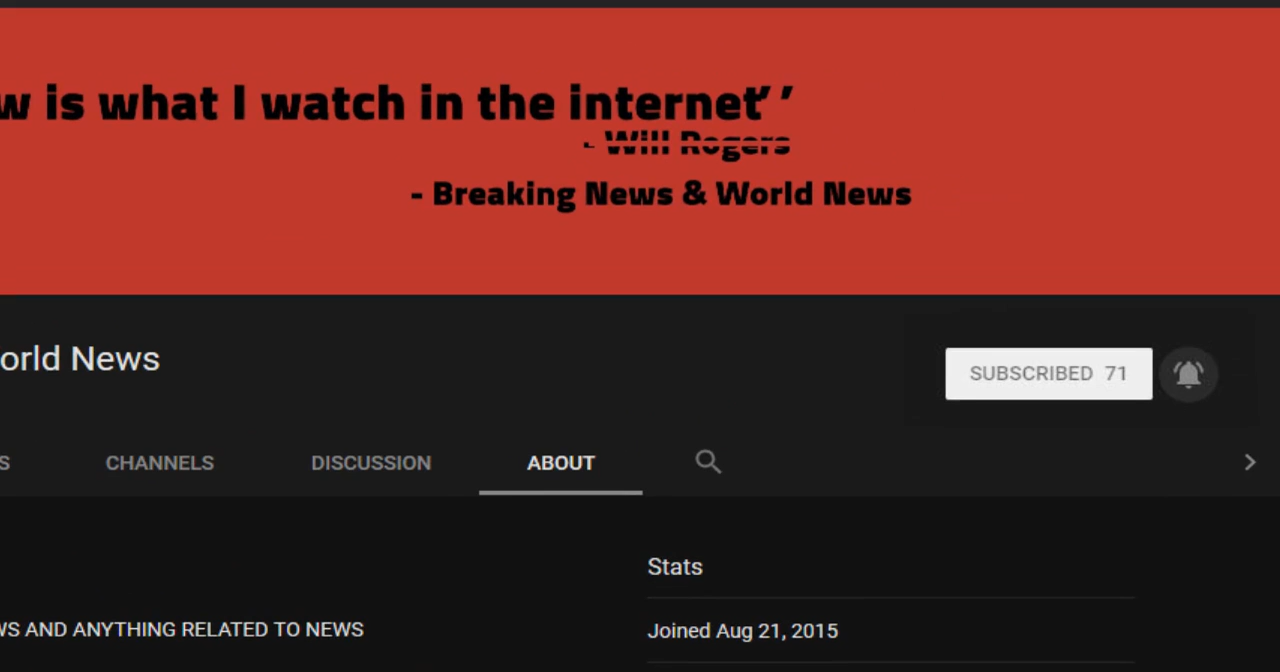 w is what I watch in the internet’’
- Will Rogers
- Breaking News & World News
orld News
SUBSCRIBED 71
S CHANNELS DISCUSSION ABOUT
Stats
WS AND ANYTHING RELATED TO NEWS
Joined Aug 21, 2015